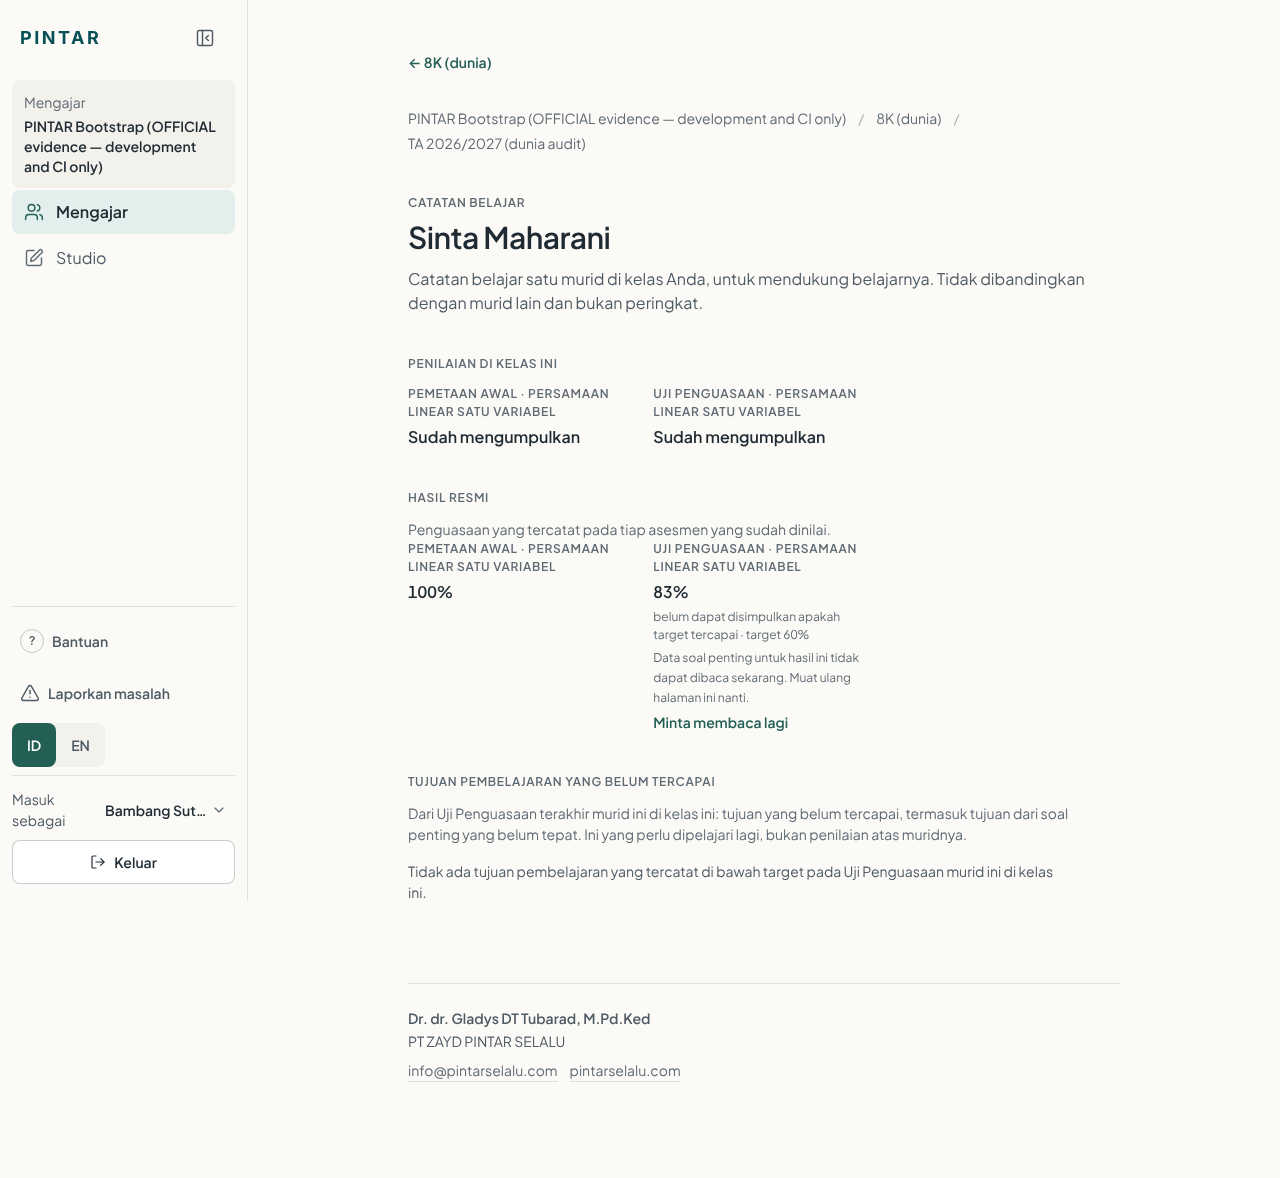 PINTAR
Mengajar
PINTAR Bootstrap (OFFICIAL
evidence — development
and CI only)
Mengajar
Studio
? Bantuan
Laporkan masalah
ID EN
Masuk
sebagai
Bambang Sut…
Keluar
← 8K (dunia)
PINTAR Bootstrap (OFFICIAL evidence — development and CI only) / 8K (dunia) /
TA 2026/2027 (dunia audit)
CATATAN BELAJAR
Sinta Maharani
Catatan belajar satu murid di kelas Anda, untuk mendukung belajarnya. Tidak dibandingkan
dengan murid lain dan bukan peringkat.
PENILAIAN DI KELAS INI
PEMETAAN AWAL · PERSAMAAN
LINEAR SATU VARIABEL
Sudah mengumpulkan
UJI PENGUASAAN · PERSAMAAN
LINEAR SATU VARIABEL
Sudah mengumpulkan
HASIL RESMI
Penguasaan yang tercatat pada tiap asesmen yang sudah dinilai.
PEMETAAN AWAL · PERSAMAAN
LINEAR SATU VARIABEL
100%
UJI PENGUASAAN · PERSAMAAN
LINEAR SATU VARIABEL
83%
belum dapat disimpulkan apakah
target tercapai · target 60%
Data soal penting untuk hasil ini tidak
dapat dibaca sekarang. Muat ulang
halaman ini nanti.
Minta membaca lagi
TUJUAN PEMBELAJARAN YANG BELUM TERCAPAI
Dari Uji Penguasaan terakhir murid ini di kelas ini: tujuan yang belum tercapai, termasuk tujuan dari soal
penting yang belum tepat. Ini yang perlu dipelajari lagi, bukan penilaian atas muridnya.
Tidak ada tujuan pembelajaran yang tercatat di bawah target pada Uji Penguasaan murid ini di kelas
ini.
Dr. dr. Gladys DT Tubarad, M.Pd.Ked
PT ZAYD PINTAR SELALU
info@pintarselalu.com pintarselalu.com